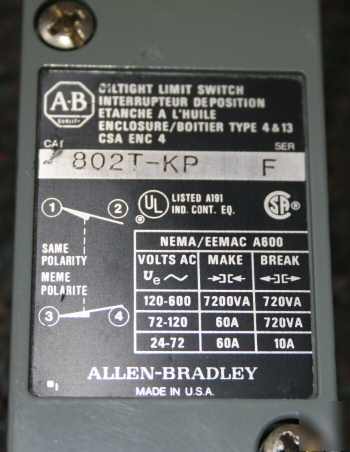 A-B
QUALITY
OILTIGHT LIMIT SWITCH
INTERRUPTEUR DE POSITION
ETANCHE A L'HUILE
ENCLOSURE/BOITIER TYPE 4 & 13
CSA ENC 4
CAT SER
802T-KP F
UL ® LISTED A191
IND. CONT. EQ.
SA ®
1 2
SAME
POLARITY
MEME
POLARITE
3 4
NEMA/EEMAC A600
VOLTS AC MAKE BREAK
Ue ~
120-600 7200VA 720VA
72-120 60A 720VA
24-72 60A 10A
ALLEN-BRADLEY
MADE IN U.S.A.